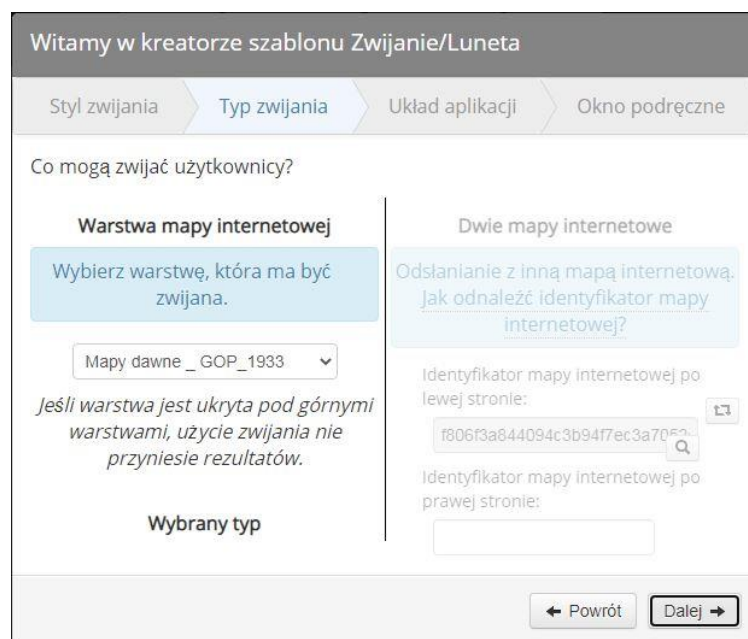 Witamy w kreatorze szablonu Zwijanie/Luneta
Styl zwijania
Typ zwijania
Układ aplikacji
Okno podręczne
Co mogą zwijać użytkownicy?
Warstwa mapy internetowej
Wybierz warstwę, która ma być
zwijana.
Mapy dawne _ GOP_1933
Jeśli warstwa jest ukryta pod górnymi
warstwami, użycie zwijania nie
przyniesie rezultatów.
Wybrany typ
Dwie mapy internetowe
Odsłanianie z inną mapą internetową.
Jak odnaleźć identyfikator mapy
internetowej?
Identyfikator mapy internetowej po
lewej stronie:
Identyfikator mapy internetowej po
prawej stronie:
Powrót
Dalej